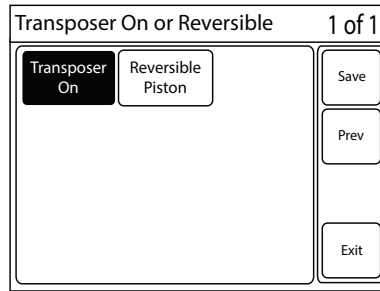 Transposer On or Reversible 1 of 1
Transposer
On
Reversible
Piston
Save
Prev
Exit